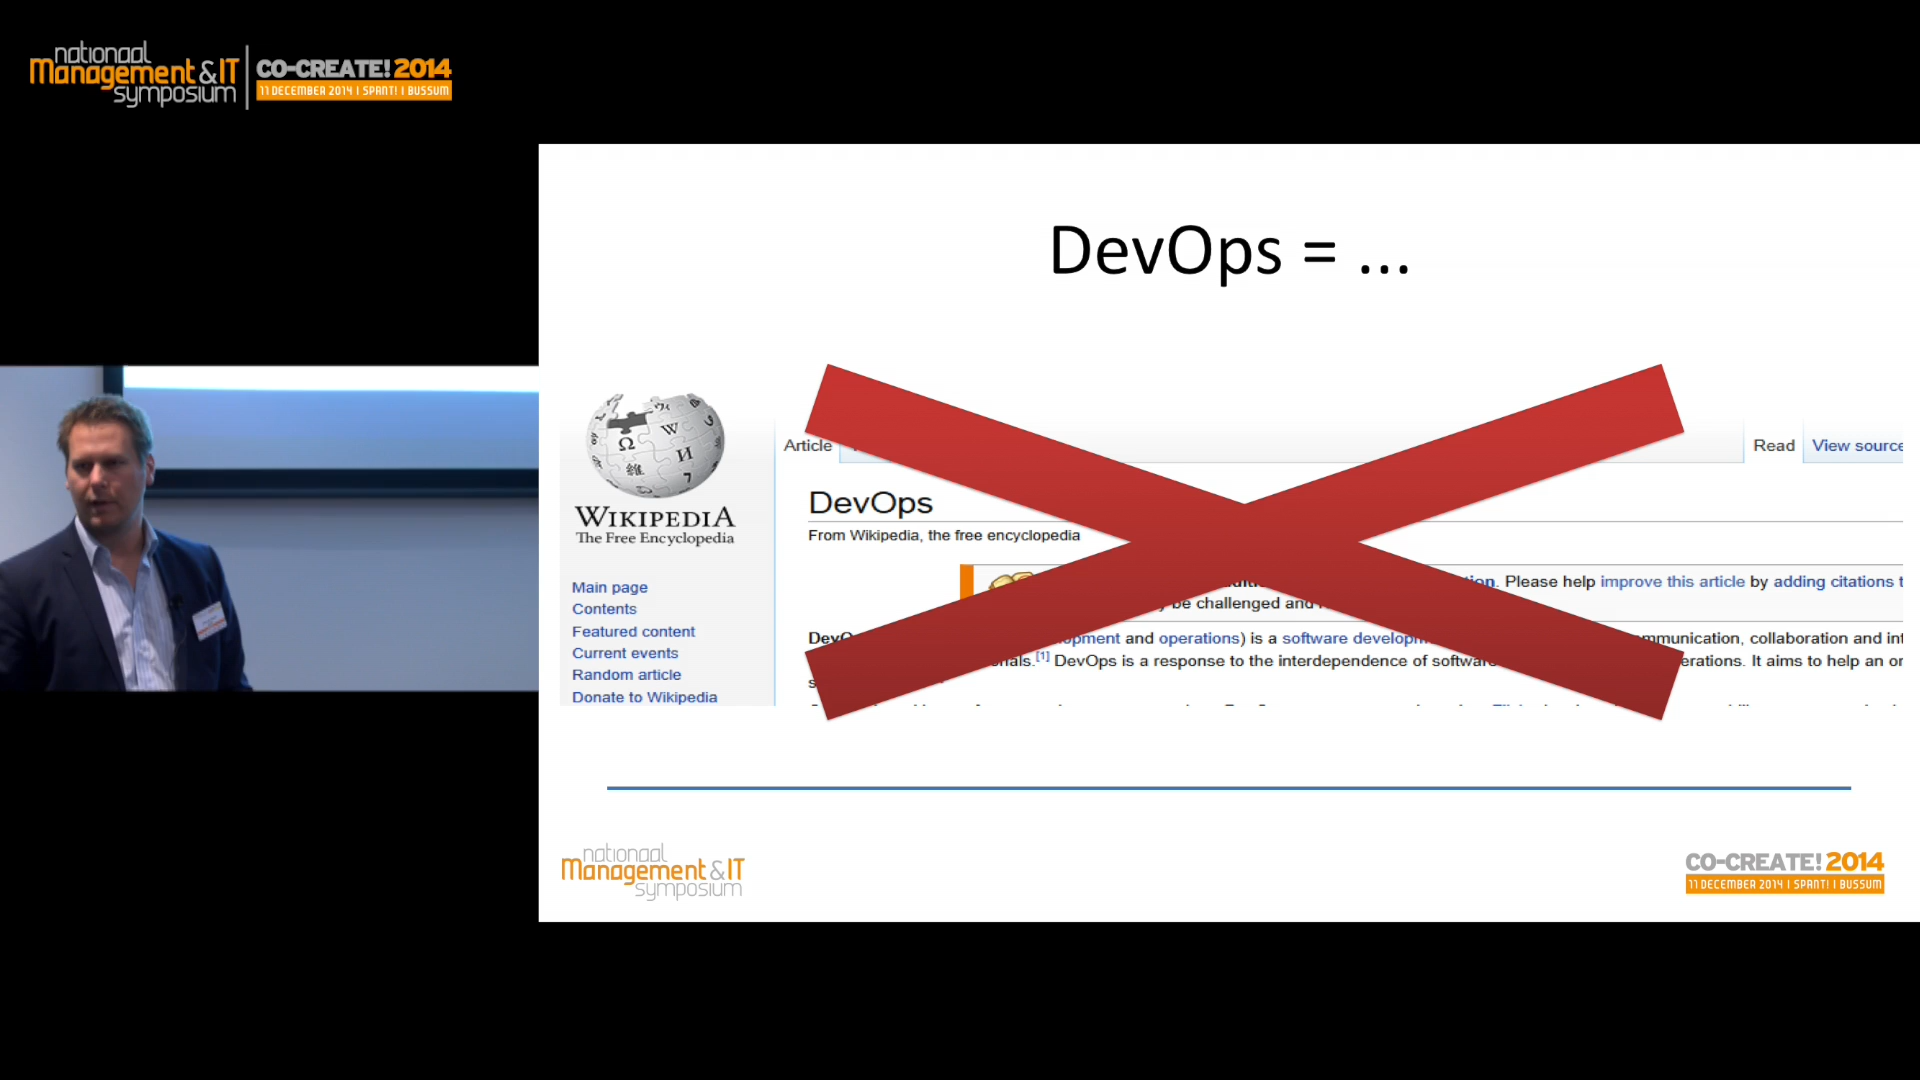 nationaal
Management & IT
symposium
CO-CREATE! 2014
11 DECEMBER 2014 | SPANT! | BUSSUM
DevOps = ...
WIKIPEDIA
The Free Encyclopedia
Main page
Contents
Featured content
Current events
Random article
Donate to Wikipedia
Article
Read
View source
DevOps
From Wikipedia, the free encyclopedia
Please help improve this article by adding citations t
be challenged and
and operations) is a software collaboration and
[1] DevOps is a response to the interdependence of It aims to help an
nationaal
Management & IT
symposium
CO-CREATE! 2014
11 DECEMBER 2014 | SPANT! | BUSSUM